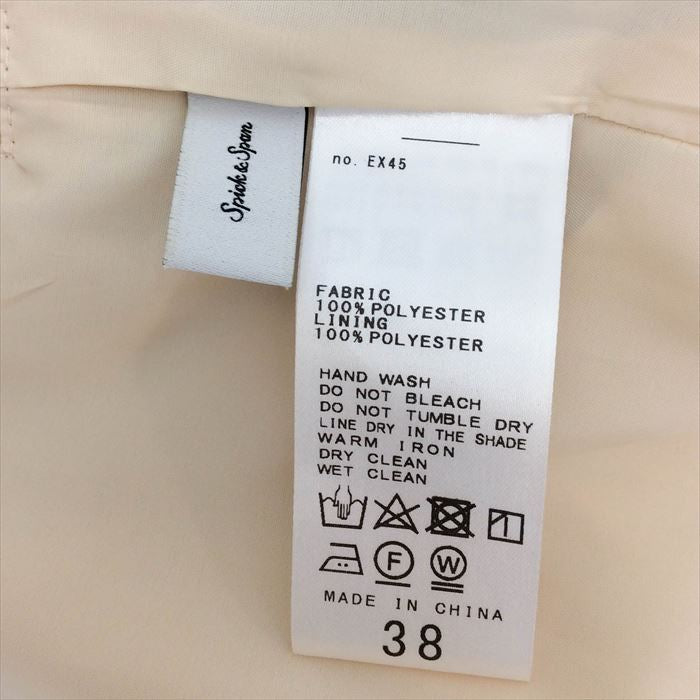 Spick & Span
no. EX45
FABRIC
100% POLYESTER
LINING
100% POLYESTER
HAND WASH
DO NOT BLEACH
DO NOT TUMBLE DRY
LINE DRY IN THE SHADE
WARM IRON
DRY CLEAN
WET CLEAN
F W
MADE IN CHINA
38